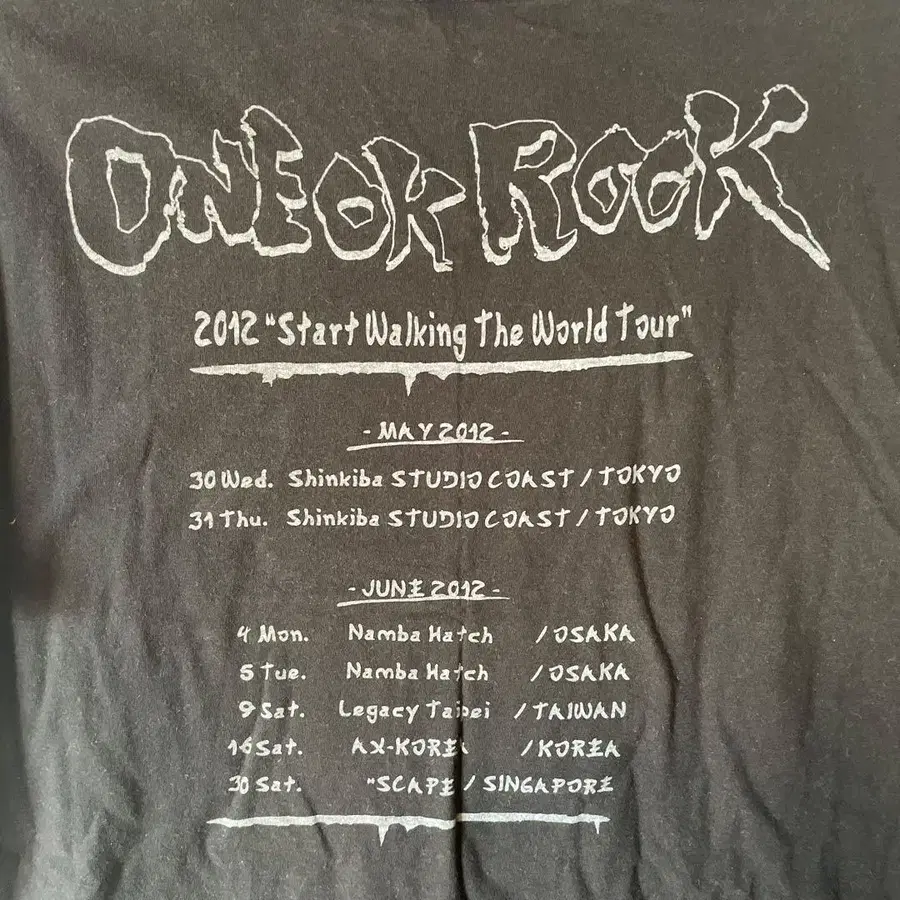 ONE OK ROCK
2012 "Start Walking The World Tour"
- MAY 2012 -
30 Wed. Shinkiba STUDIO COAST / TOKYO
31 Thu. Shinkiba STUDIO COAST / TOKYO
- JUNE 2012 -
4 Mon. Namba Hatch / OSAKA
5 Tue. Namba Hatch / OSAKA
9 Sat. Legacy Taipei / TAIWAN
16 Sat. AX-KOREA / KOREA
30 Sat. *SCAPE / SINGAPORE